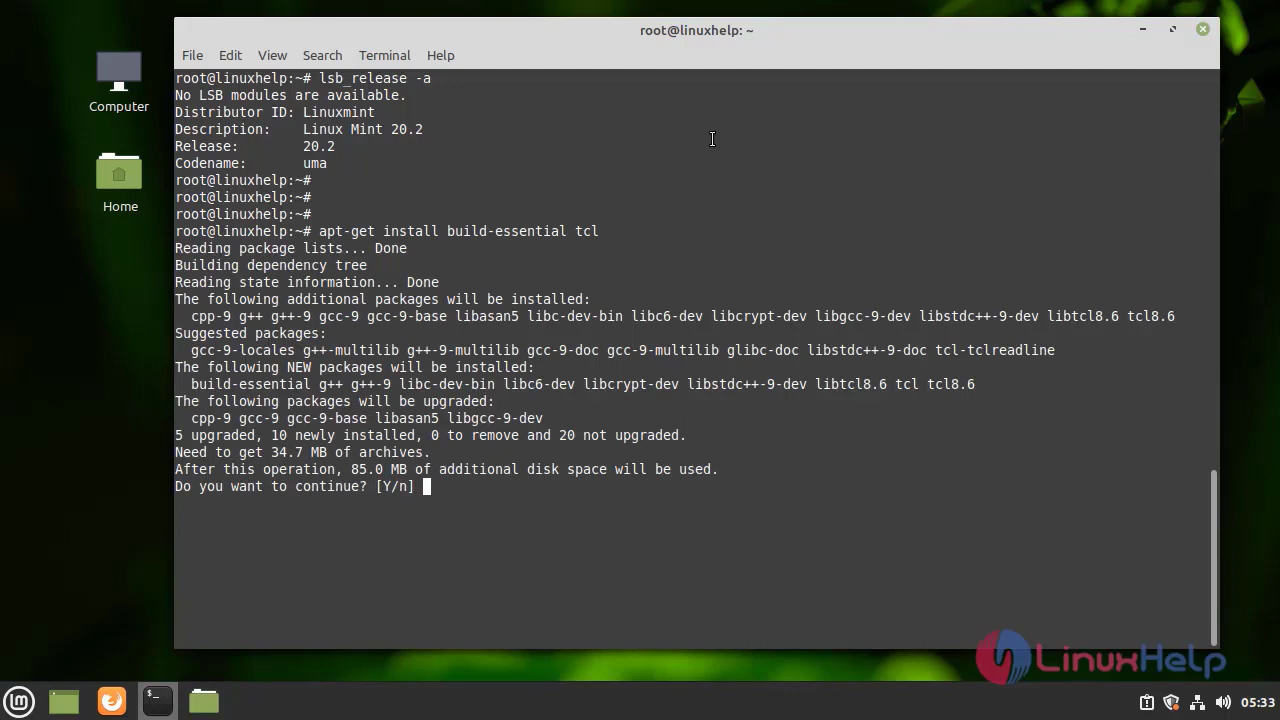 root@linuxhelp: ~
File Edit View Search Terminal Help
root@linuxhelp:~# lsb_release -a
No LSB modules are available.
Distributor ID: Linuxmint
Description:    Linux Mint 20.2
Release:        20.2
Codename:       uma
root@linuxhelp:~#
root@linuxhelp:~#
root@linuxhelp:~#
root@linuxhelp:~# apt-get install build-essential tcl
Reading package lists... Done
Building dependency tree
Reading state information... Done
The following additional packages will be installed:
  cpp-9 g++ g++-9 gcc-9 gcc-9-base libasan5 libc-dev-bin libc6-dev libcrypt-dev libgcc-9-dev libstdc++-9-dev libtcl8.6 tcl8.6
Suggested packages:
  gcc-9-locales g++-multilib g++-9-multilib gcc-9-doc gcc-9-multilib glibc-doc libstdc++-9-doc tcl-tclreadline
The following NEW packages will be installed:
  build-essential g++ g++-9 libc-dev-bin libc6-dev libcrypt-dev libstdc++-9-dev libtcl8.6 tcl tcl8.6
The following packages will be upgraded:
  cpp-9 gcc-9 gcc-9-base libasan5 libgcc-9-dev
5 upgraded, 10 newly installed, 0 to remove and 20 not upgraded.
Need to get 34.7 MB of archives.
After this operation, 85.0 MB of additional disk space will be used.
Do you want to continue? [Y/n]
Computer
Home
LinuxHelp
05:33